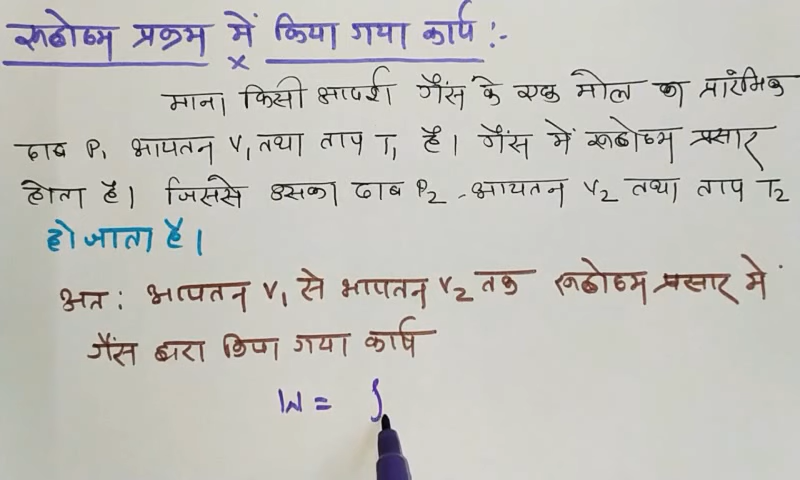 रूद्धोष्म प्रक्रम में किया गया कार्य :-
माना किसी आदर्श गैस के एक मोल का प्रारंमिक
दाब P₁ आयतन V₁ तथा ताप T₁ है। गैस में रूद्धोष्म प्रसार
होता है। जिससे उसका दाब P₂ - आयतन V₂ तथा ताप T₂
हो जाता है।
अत: आयतन V₁ से आयतन V₂ तक रूद्धोष्म प्रसार में
गैस द्वारा किया गया कार्य
W = ∫